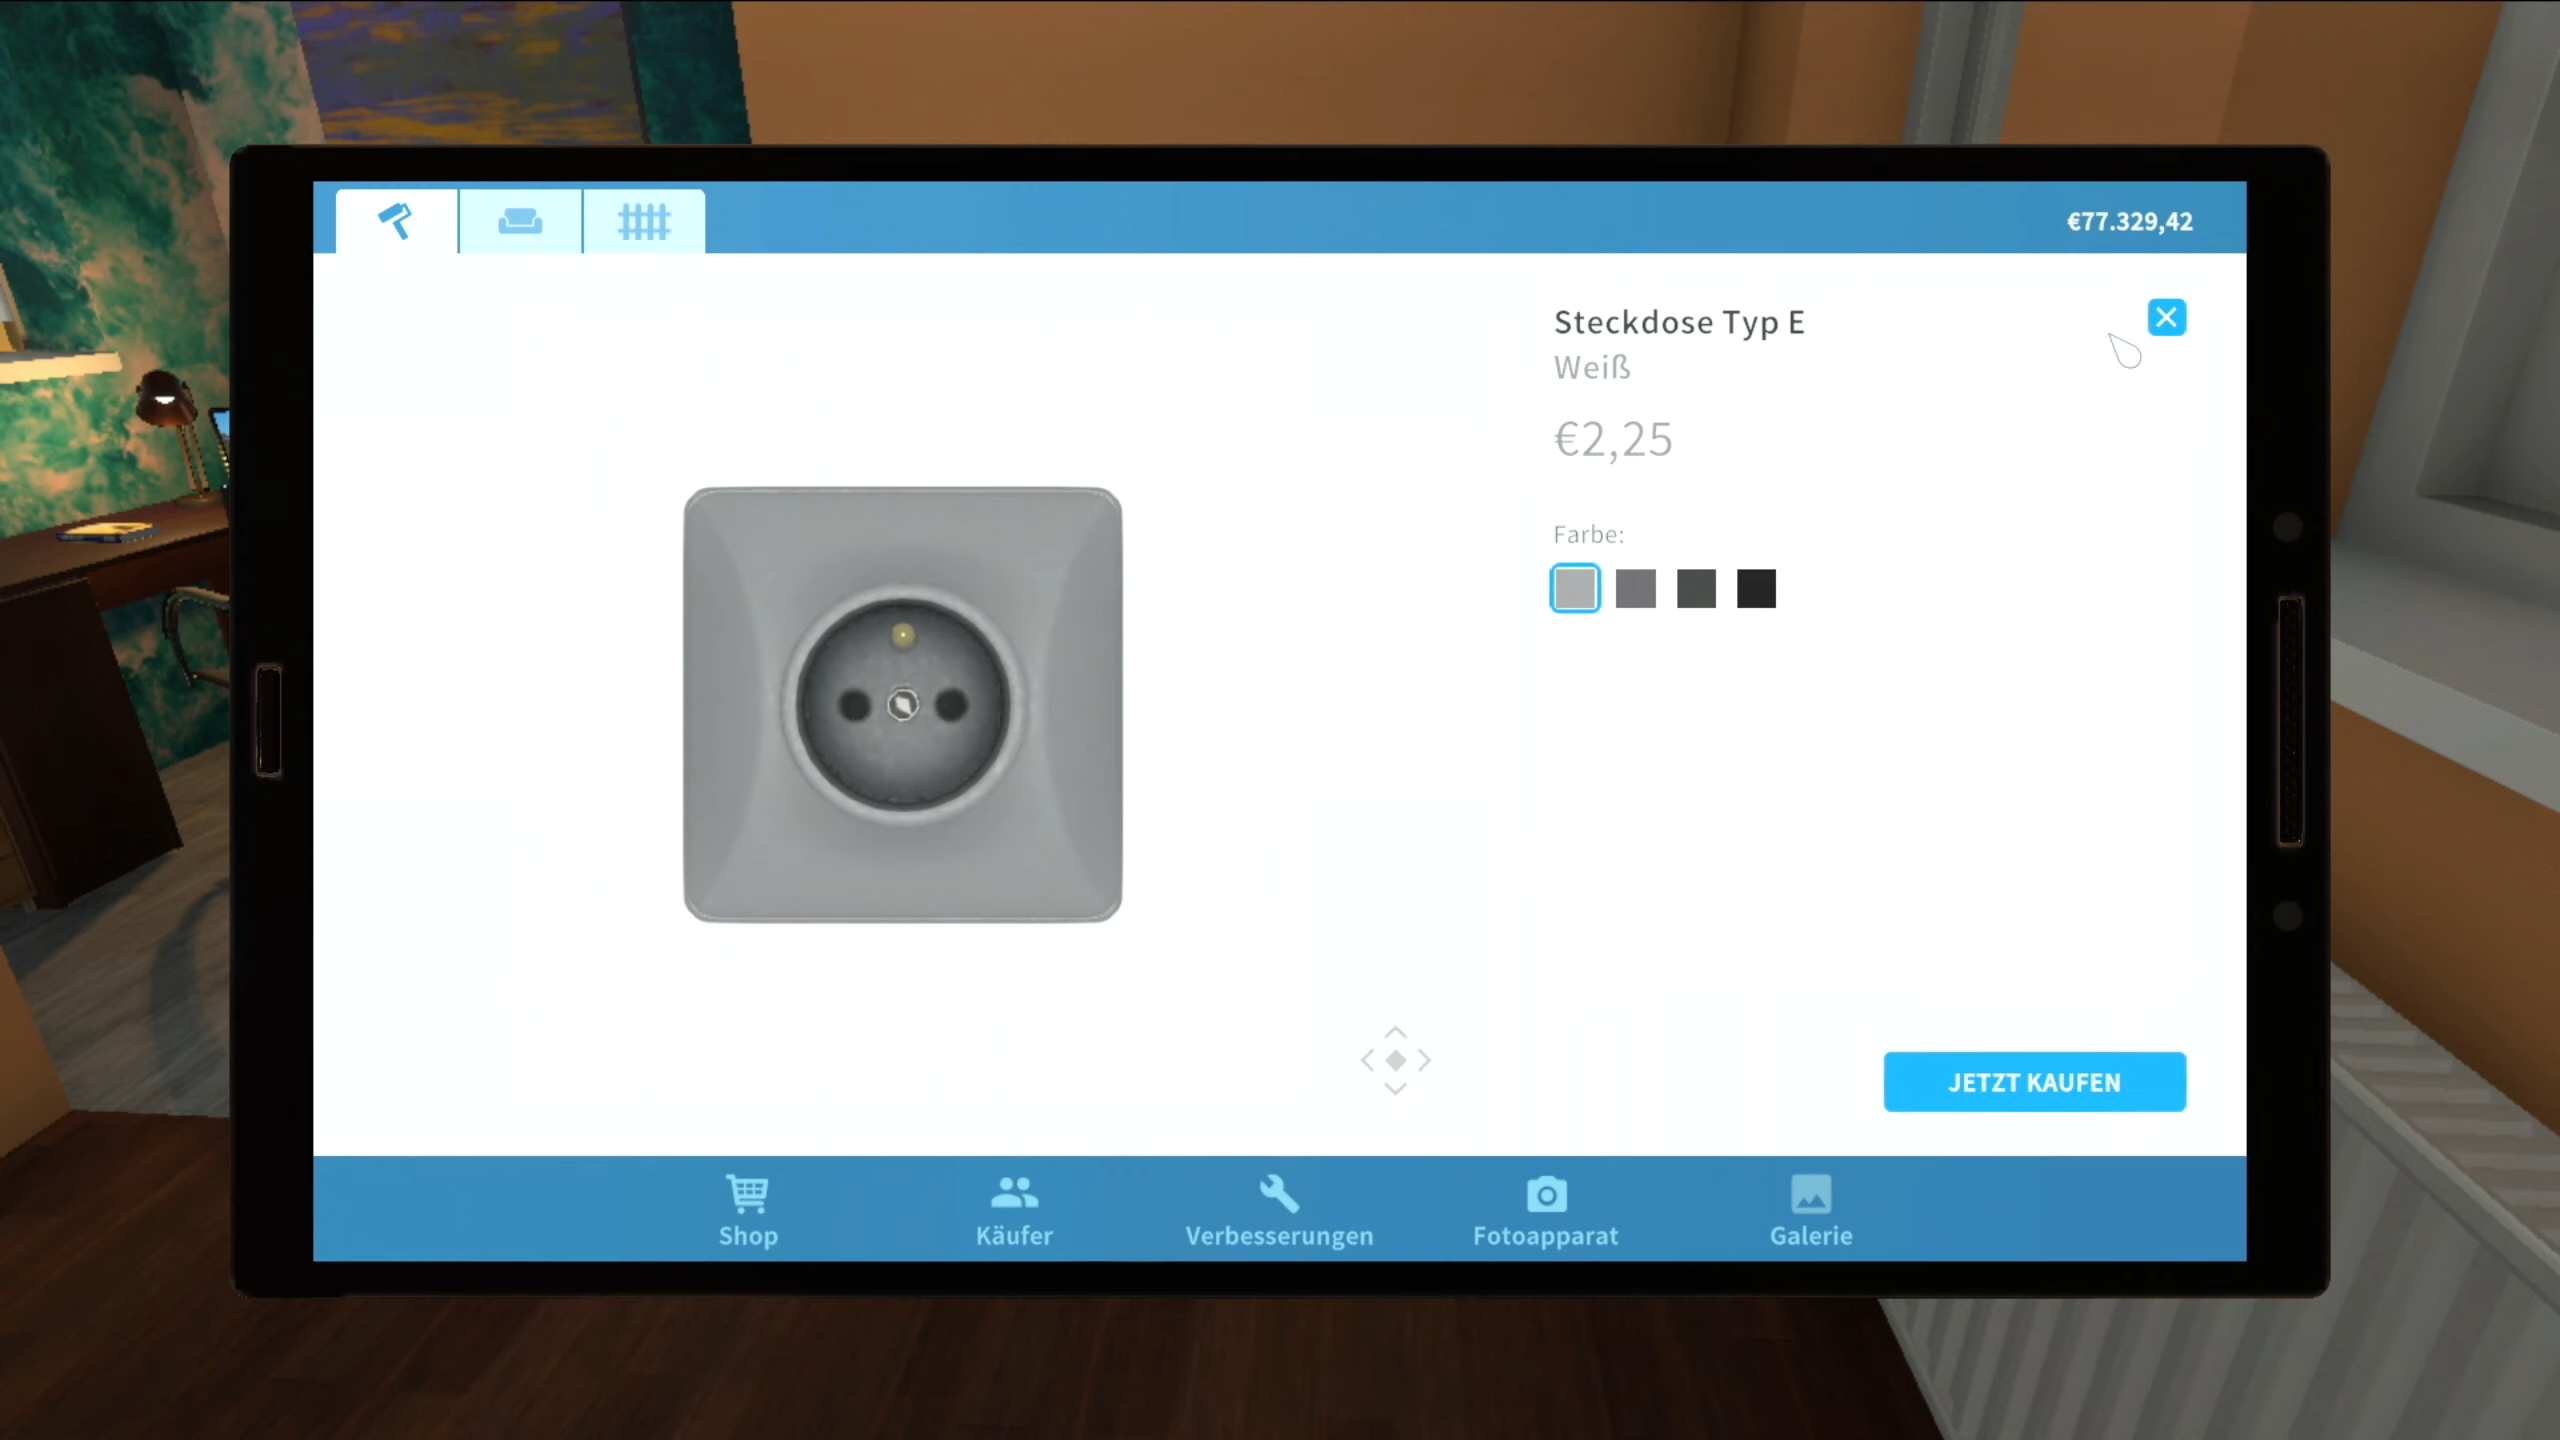 €77.329,42
Steckdose Typ E
Weiß
€2,25
Farbe:
JETZT KAUFEN
Shop
Käufer
Verbesserungen
Fotoapparat
Galerie